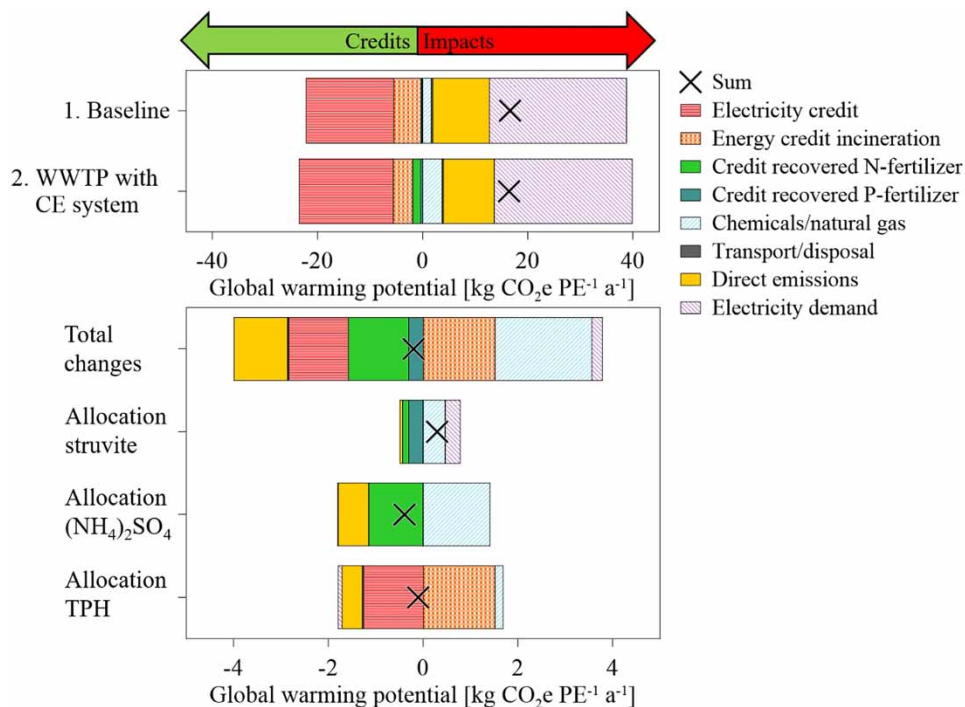 Credits Impacts
1. Baseline
2. WWTP with
CE system
-40 -20 0 20 40
Global warming potential [kg CO₂e PE⁻¹ a⁻¹]
Sum
Electricity credit
Energy credit incineration
Credit recovered N-fertilizer
Credit recovered P-fertilizer
Chemicals/natural gas
Transport/disposal
Direct emissions
Electricity demand
Total
changes
Allocation
struvite
Allocation
(NH₄)₂SO₄
Allocation
TPH
-4 -2 0 2 4
Global warming potential [kg CO₂e PE⁻¹ a⁻¹]